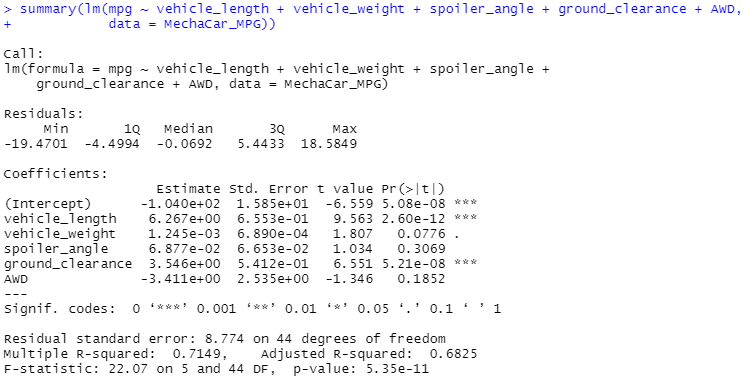 > summary(lm(mpg ~ vehicle_length + vehicle_weight + spoiler_angle + ground_clearance + AWD,
+            data = MechaCar_MPG))

Call:
lm(formula = mpg ~ vehicle_length + vehicle_weight + spoiler_angle +
    ground_clearance + AWD, data = MechaCar_MPG)

Residuals:
     Min       1Q   Median       3Q      Max
-19.4701  -4.4994  -0.0692   5.4433  18.5849

Coefficients:
                   Estimate Std. Error t value Pr(>|t|)
(Intercept)      -1.040e+02  1.585e+01  -6.559 5.08e-08 ***
vehicle_length    6.267e+00  6.553e-01   9.563 2.60e-12 ***
vehicle_weight    1.245e-03  6.890e-04   1.807   0.0776 .
spoiler_angle     6.877e-02  6.653e-02   1.034   0.3069
ground_clearance  3.546e+00  5.412e-01   6.551 5.21e-08 ***
AWD              -3.411e+00  2.535e+00  -1.346   0.1852
---
Signif. codes:  0 ‘***’ 0.001 ‘**’ 0.01 ‘*’ 0.05 ‘.’ 0.1 ‘ ’ 1

Residual standard error: 8.774 on 44 degrees of freedom
Multiple R-squared:  0.7149,    Adjusted R-squared:  0.6825
F-statistic: 22.07 on 5 and 44 DF,  p-value: 5.35e-11